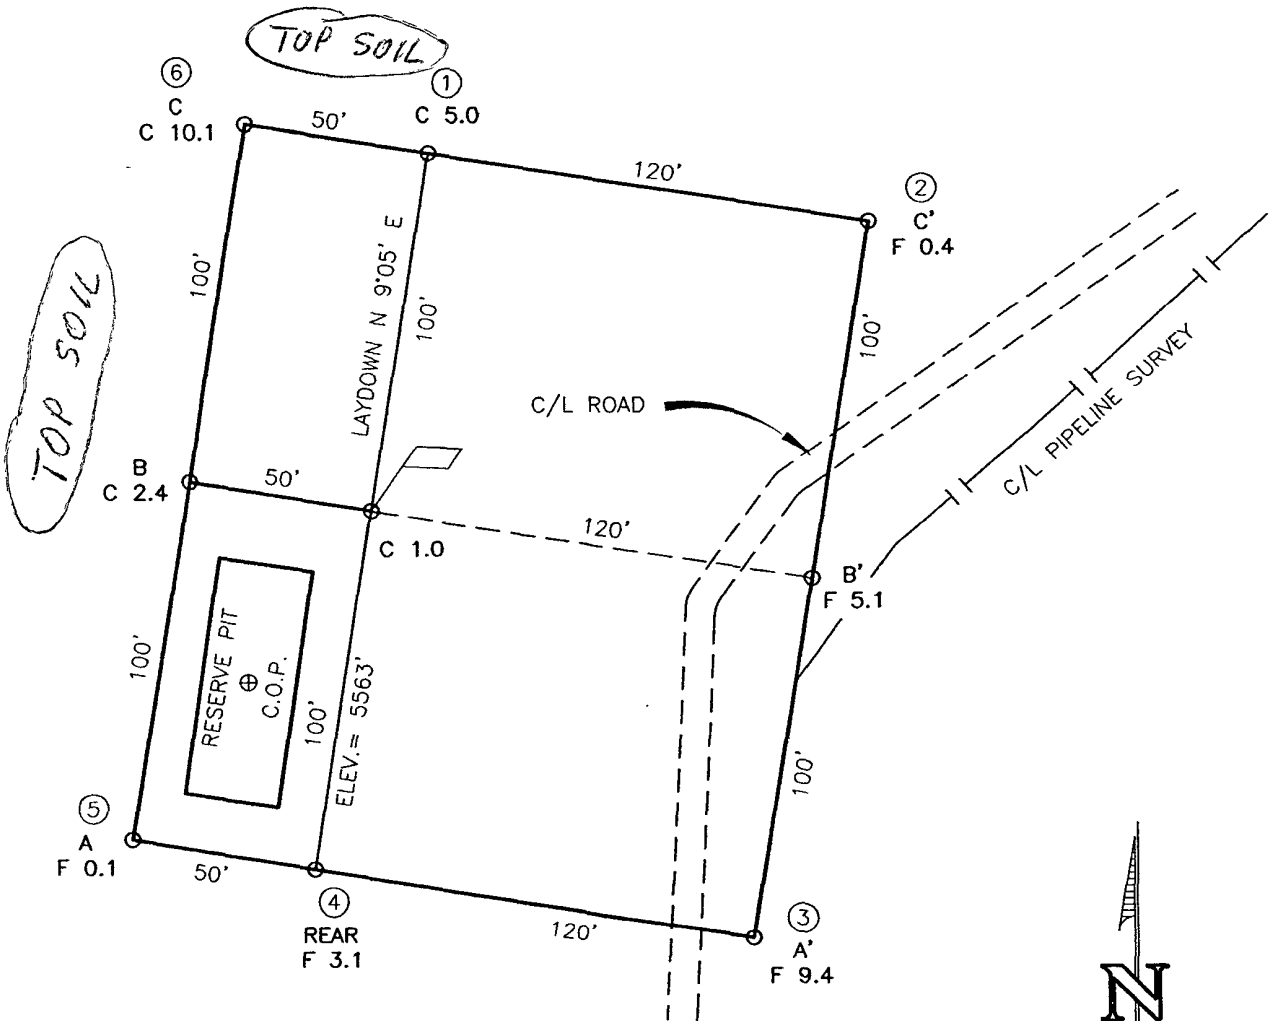 TOP SOIL
6
C
C 10.1
50'
1
C 5.0
120'
2
C'
F 0.4
100'
LAYDOWN N 9°05' E
100'
100'
TOP SOIL
C/L ROAD
C/L PIPELINE SURVEY
B
C 2.4
50'
C 1.0
120'
B'
F 5.1
100'
RESERVE PIT
C.O.P.
100'
ELEV.= 5563'
100'
5
A
F 0.1
50'
4
REAR
F 3.1
120'
3
A'
F 9.4
N